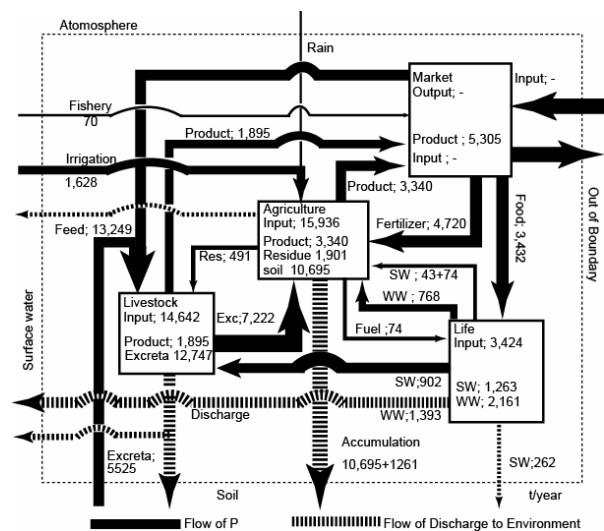 Atomosphere
Rain
Market
Output; -
Input; -
Fishery
70
Product; 1,895
Product ; 5,305
Input ; -
Irrigation
1,628
Product; 3,340
Agriculture
Input; 15,936
Product; 3,340
Residue 1,901
soil 10,695
Fertilizer; 4,720
Food; 3,432
Out of Boundary
Feed; 13,249
Res; 491
SW ; 43+74
WW ; 768
Surface water
Livestock
Input; 14,642
Product; 1,895
Excreta 12,747
Exc;7,222
Fuel ;74
Life
Input; 3,424
SW; 1,263
WW; 2,161
SW;902
Discharge
WW;1,393
Accumulation
10,695+1261
Excreta;
5525
SW;262
Soil
t/year
Flow of P
Flow of Discharge to Environment